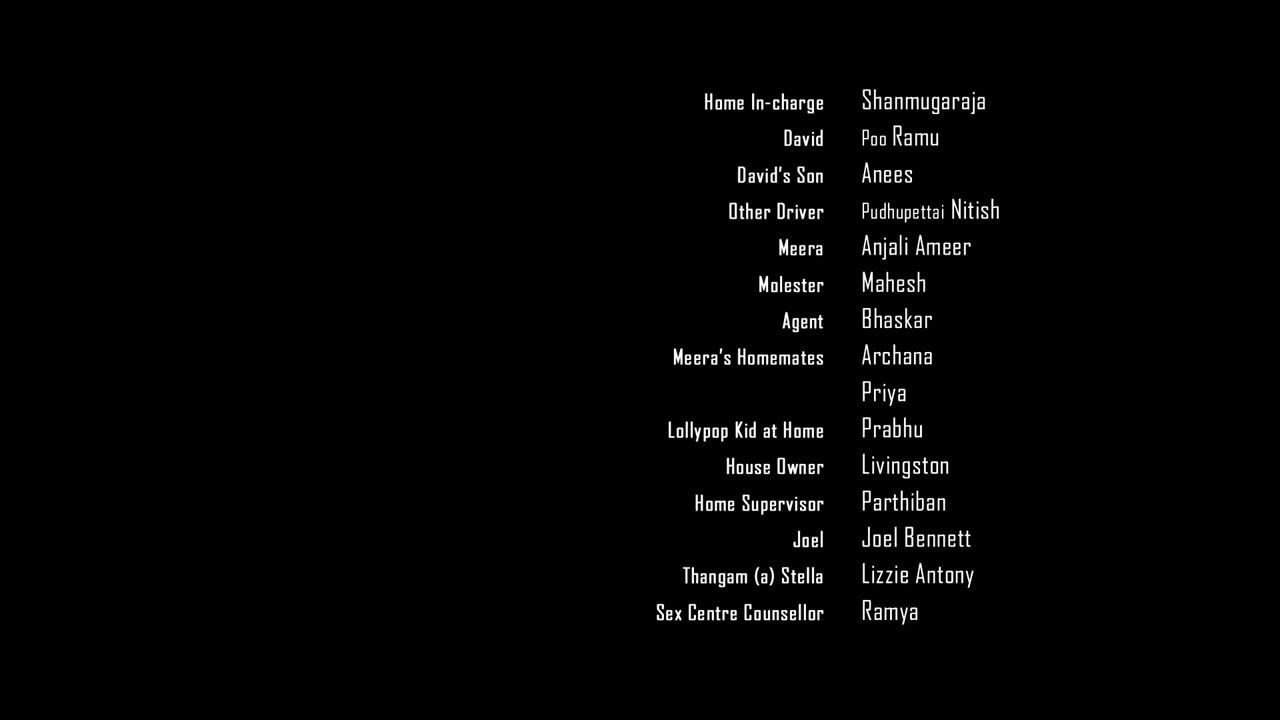 Home In-charge Shanmugaraja
David Poo Ramu
David's Son Anees
Other Driver Pudhupettai Nitish
Meera Anjali Ameer
Molester Mahesh
Agent Bhaskar
Meera's Homemates Archana
Priya
Lollypop Kid at Home Prabhu
House Owner Livingston
Home Supervisor Parthiban
Joel Joel Bennett
Thangam (a) Stella Lizzie Antony
Sex Centre Counsellor Ramya